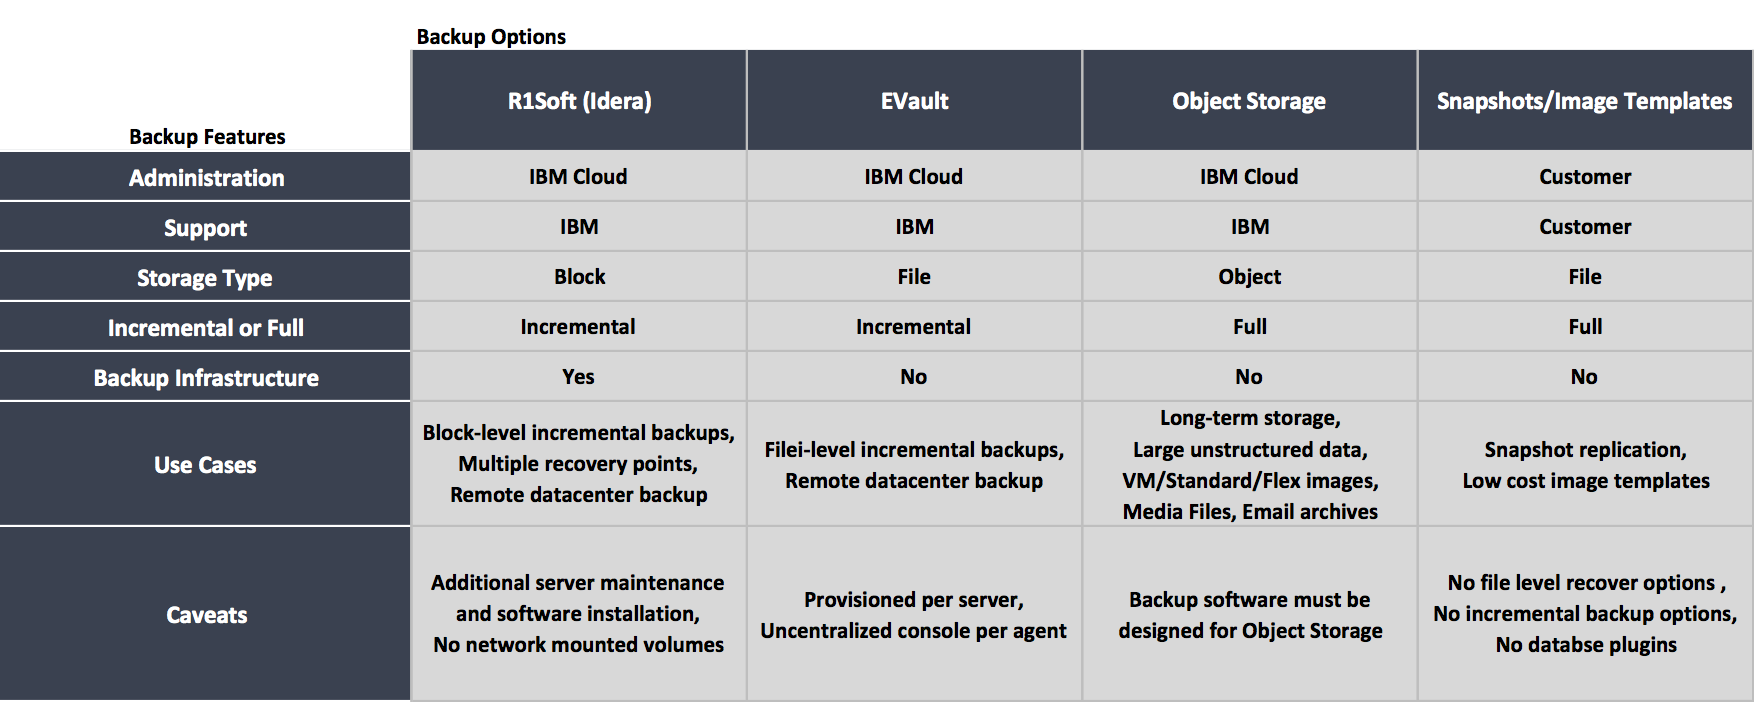 Backup Options
R1Soft (Idera) EVault Object Storage Snapshots/Image Templates
Backup Features
Administration IBM Cloud IBM Cloud IBM Cloud Customer
Support IBM IBM IBM Customer
Storage Type Block File Object File
Incremental or Full Incremental Incremental Full Full
Backup Infrastructure Yes No No No
Use Cases
Block-level incremental backups,
Multiple recovery points,
Remote datacenter backup
Filei-level incremental backups,
Remote datacenter backup
Long-term storage,
Large unstructured data,
VM/Standard/Flex images,
Media Files, Email archives
Snapshot replication,
Low cost image templates
Caveats
Additional server maintenance
and software installation,
No network mounted volumes
Provisioned per server,
Uncentralized console per agent
Backup software must be
designed for Object Storage
No file level recover options ,
No incremental backup options,
No databse plugins